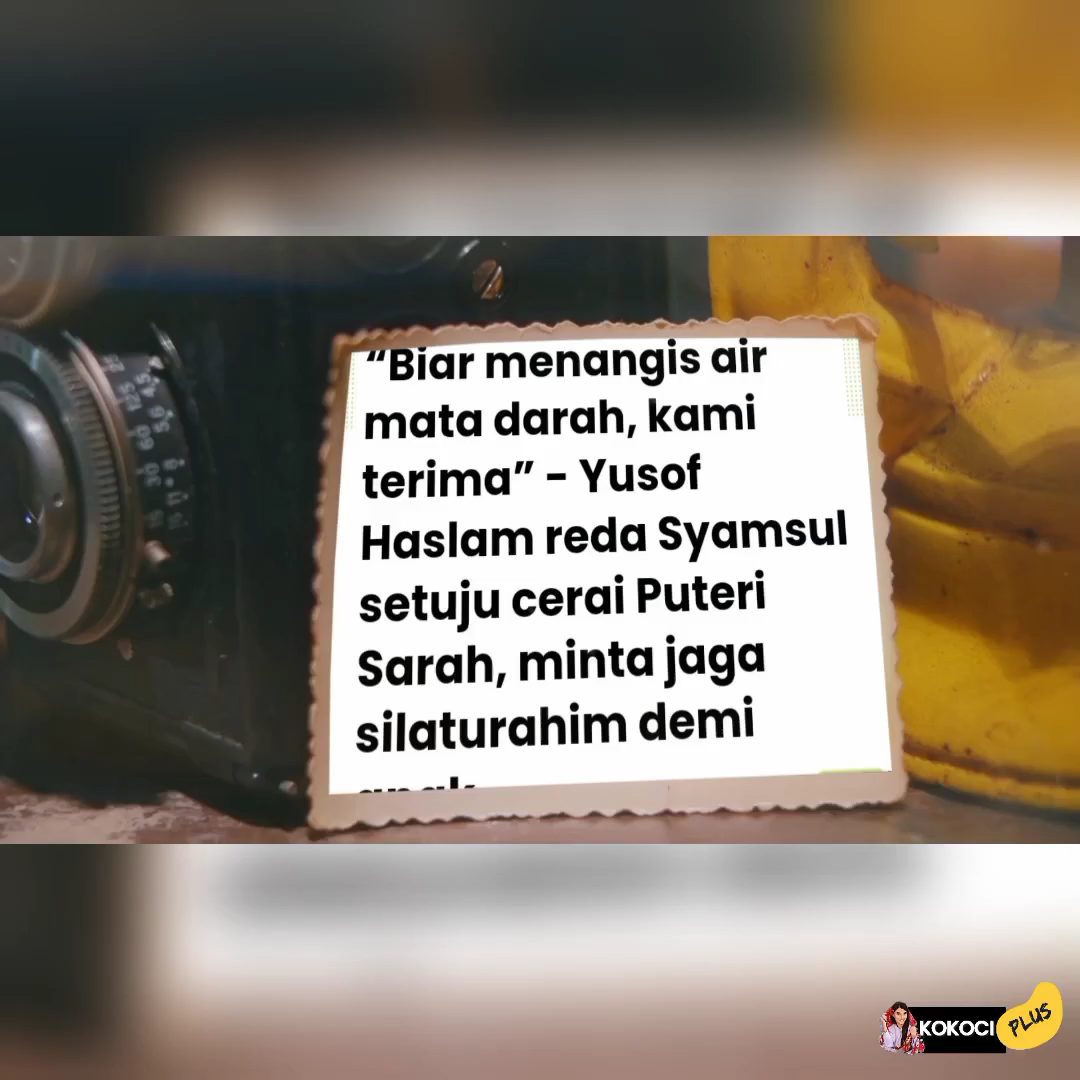 “Biar menangis air
mata darah, kami
terima” - Yusof
Haslam reda Syamsul
setuju cerai Puteri
Sarah, minta jaga
silaturahim demi
KOKOCI PLUS